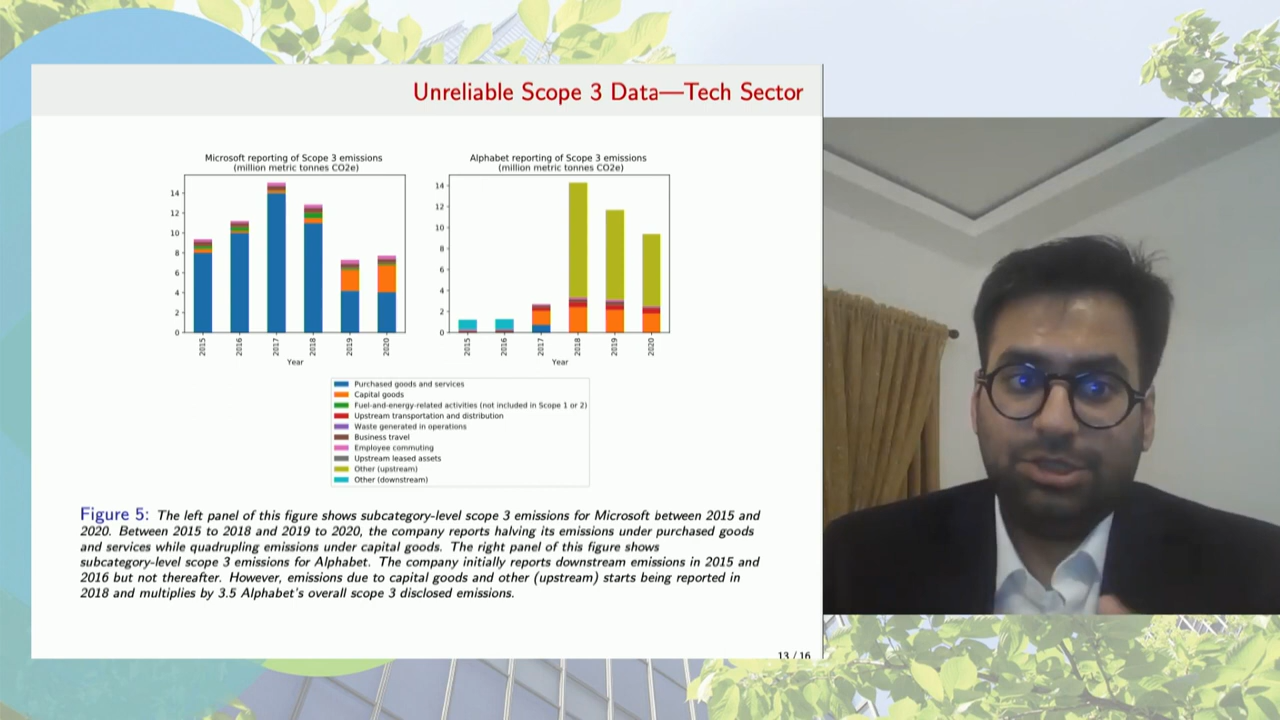 Unreliable Scope 3 Data—Tech Sector
Microsoft reporting of Scope 3 emissions
(million metric tonnes CO2e)
14
12
10
8
6
4
2
0
2015
2016
2017
2018
2019
2020
Year
Alphabet reporting of Scope 3 emissions
(million metric tonnes CO2e)
14
12
10
8
6
4
2
0
2015
2016
2017
2018
2019
2020
Year
Purchased goods and services
Capital goods
Fuel-and-energy-related activities (not included in Scope 1 or 2)
Upstream transportation and distribution
Waste generated in operations
Business travel
Employee commuting
Upstream leased assets
Other (upstream)
Other (downstream)
Figure 5: The left panel of this figure shows subcategory-level scope 3 emissions for Microsoft between 2015 and
2020. Between 2015 to 2018 and 2019 to 2020, the company reports halving its emissions under purchased goods
and services while quadrupling emissions under capital goods. The right panel of this figure shows
subcategory-level scope 3 emissions for Alphabet. The company initially reports downstream emissions in 2015 and
2016 but not thereafter. However, emissions due to capital goods and other (upstream) starts being reported in
2018 and multiplies by 3.5 Alphabet's overall scope 3 disclosed emissions.
13 / 16